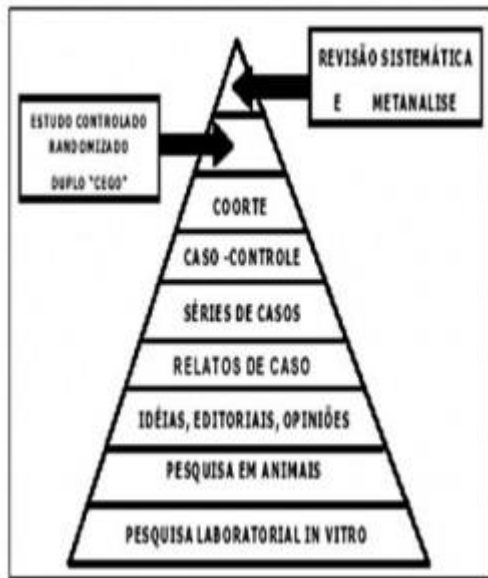 REVISÃO SISTEMÁTICA
E METANALISE
ESTUDO CONTROLADO
RANDOMIZADO
DUPLO "CEGO"
COORTE
CASO -CONTROLE
SÉRIES DE CASOS
RELATOS DE CASO
IDÉIAS, EDITORIAIS, OPINIÕES
PESQUISA EM ANIMAIS
PESQUISA LABORATORIAL IN VITRO